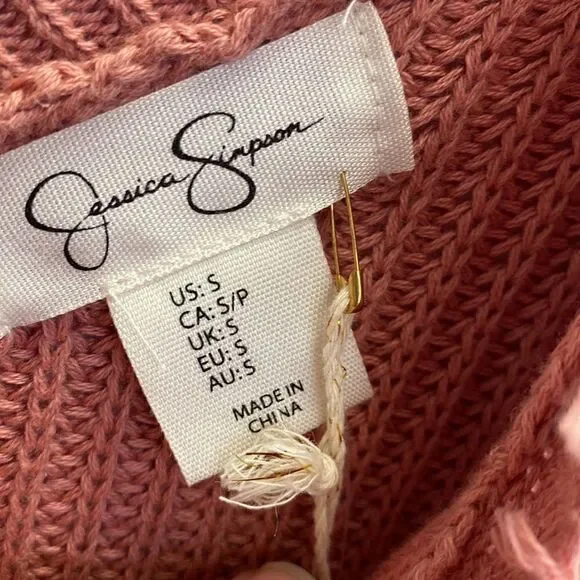 Jessica Simpson
US: S
CA: S/P
UK: S
EU: S
AU: S
MADE IN
CHINA